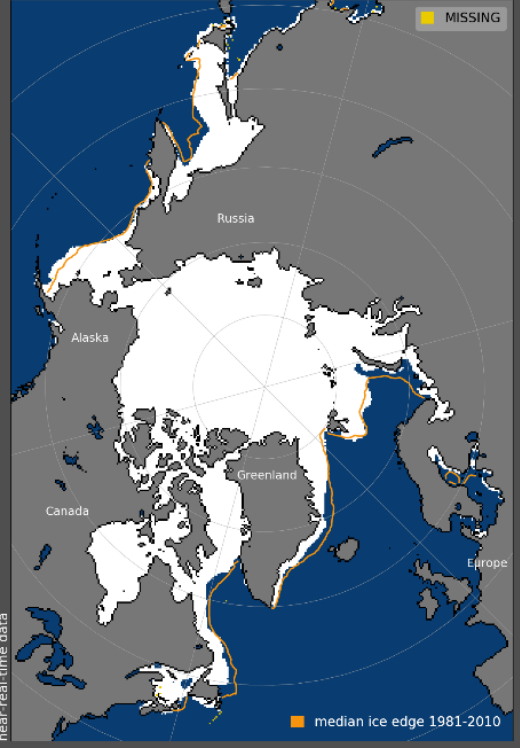 MISSING
Russia
Alaska
Greenland
Canada
Europe
near-real-time data
median ice edge 1981-2010